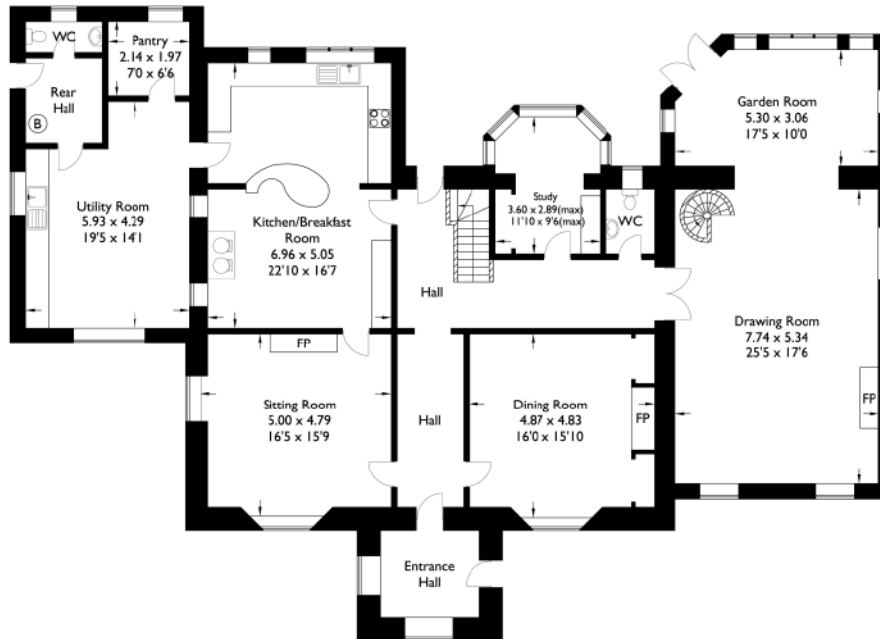 WC
Pantry
2.14 x 1.97
7'0 x 6'6
Rear
Hall
B
Utility Room
5.93 x 4.29
19'5 x 14'1
Kitchen/Breakfast
Room
6.96 x 5.05
22'10 x 16'7
Study
3.60 x 2.89(max)
11'10 x 9'6(max)
WC
Garden Room
5.30 x 3.06
17'5 x 10'0
Hall
Drawing Room
7.74 x 5.34
25'5 x 17'6
FP
FP
Sitting Room
5.00 x 4.79
16'5 x 15'9
Hall
Dining Room
4.87 x 4.83
16'0 x 15'10
FP
Entrance
Hall